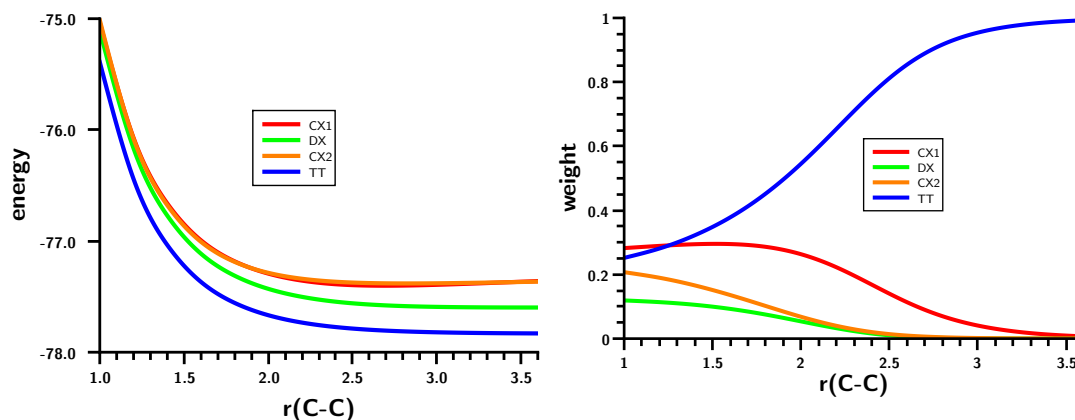 energy
-75.0
-76.0
-77.0
-78.0
CX1
DX
CX2
TT
1.0 1.5 2.0 2.5 3.0 3.5
r(C-C)
weight
1
0.8
0.6
0.4
0.2
0
CX1
DX
CX2
TT
1 1.5 2 2.5 3 3.5
r(C-C)